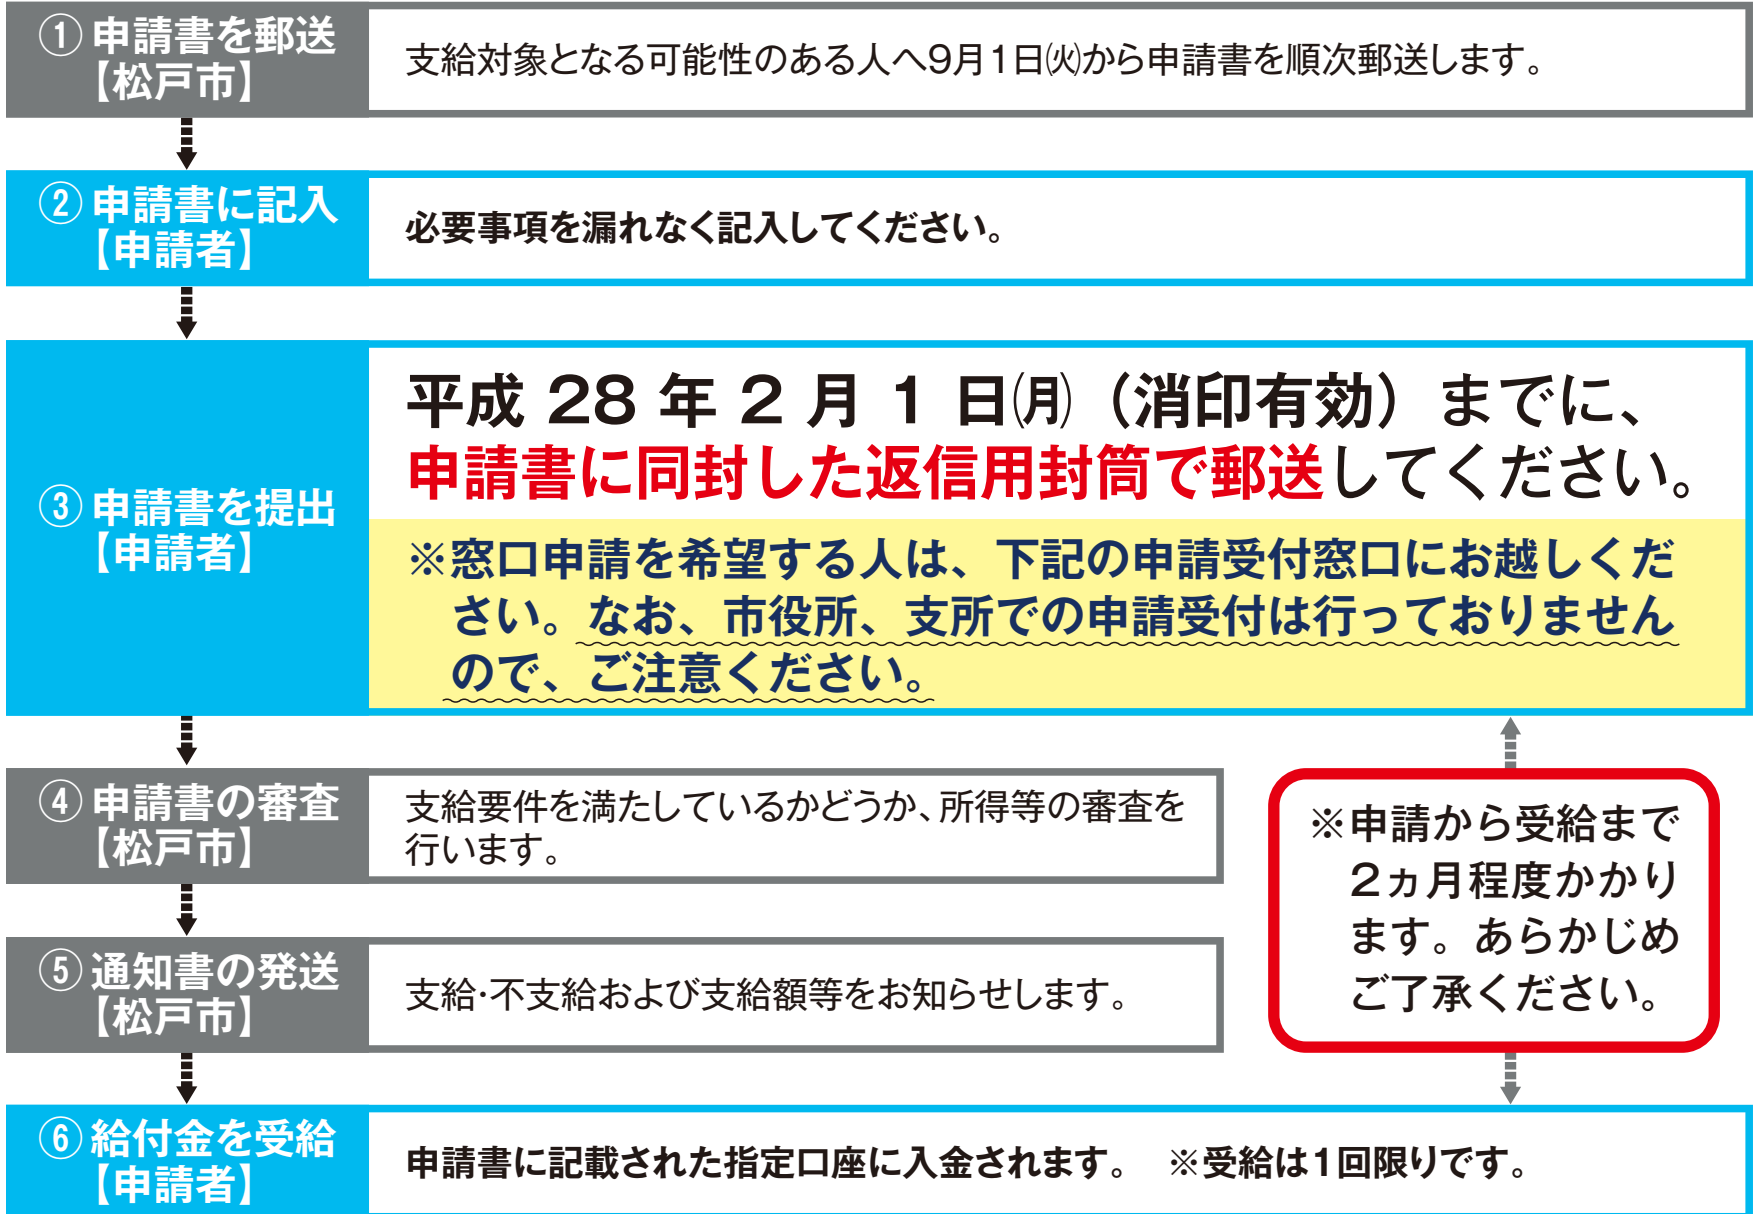 ①申請書を郵送
【松戸市】
支給対象となる可能性のある人へ9月1日㈫から申請書を順次郵送します。
②申請書に記入
【申請者】
必要事項を漏れなく記入してください。
③申請書を提出
【申請者】
平成 28 年 2 月 1 日㈪（消印有効）までに、
申請書に同封した返信用封筒で郵送してください。
※窓口申請を希望する人は、下記の申請受付窓口にお越しくだ
さい。なお、市役所、支所での申請受付は行っておりません
ので、ご注意ください。
④申請書の審査
【松戸市】
支給要件を満たしているかどうか、所得等の審査を
行います。
※申請から受給まで
2ヵ月程度かかり
ます。あらかじめ
ご了承ください。
⑤通知書の発送
【松戸市】
支給・不支給および支給額等をお知らせします。
⑥給付金を受給
【申請者】
申請書に記載された指定口座に入金されます。　※受給は1回限りです。